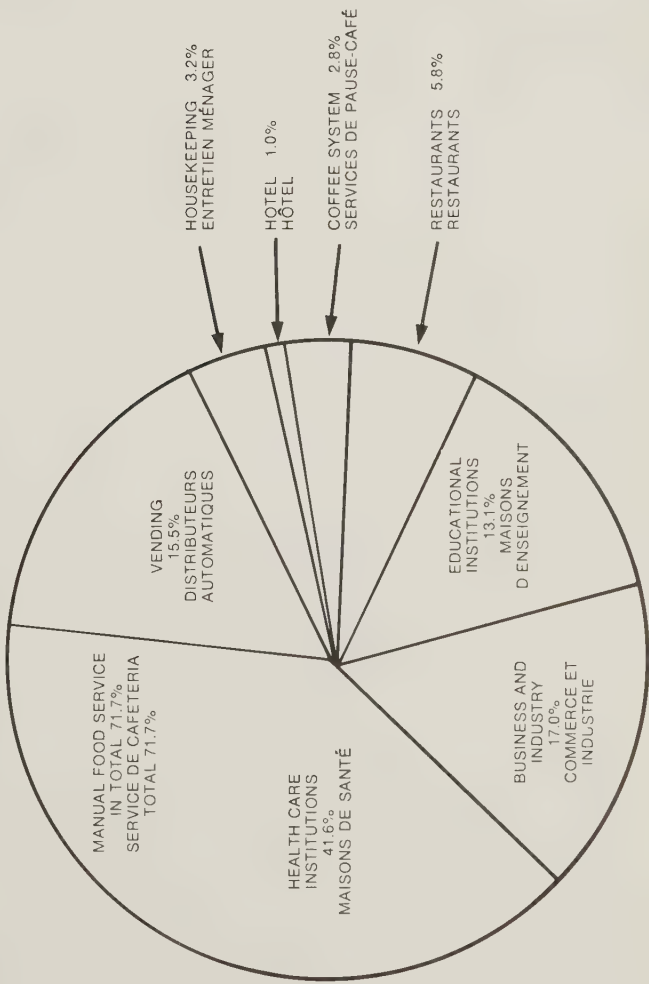 MANUAL FOOD SERVICE
IN TOTAL 71.7%
SERVICE DE CAFETERIA
TOTAL 71.7%
HEALTH CARE
INSTITUTIONS
41.6%
MAISONS DE SANTÉ
VENDING
15.5%
DISTRIBUTEURS
AUTOMATIQUES
HOUSEKEEPING 3.2%
ENTRETIEN MÉNAGER
HOTEL 1.0%
HÔTEL
COFFEE SYSTEM 2.8%
SERVICES DE PAUSE-CAFÉ
RESTAURANTS 5.8%
RESTAURANTS
EDUCATIONAL
INSTITUTIONS
13.1%
MAISONS
D ENSEIGNEMENT
BUSINESS AND
INDUSTRY
17.0%
COMMERCE ET
INDUSTRIE